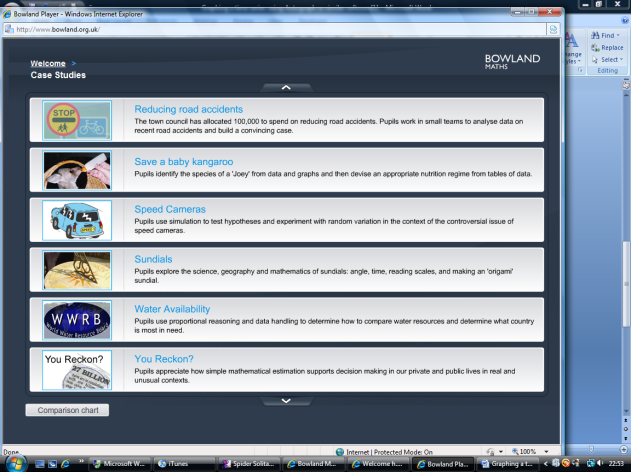 Bowland Player - Windows Internet Explorer
http://www.bowland.org.uk/
Find
Replace
Select
Editing
Welcome >
Case Studies
BOWLAND
MATHS
STOP
Reducing road accidents
The town council has allocated 100,000 to spend on reducing road accidents. Pupils work in small teams to analyse data on
recent road accidents and build a convincing case.
Save a baby kangaroo
Pupils identify the species of a 'Joey' from data and graphs and then devise an appropriate nutrition regime from tables of data.
Speed Cameras
Pupils use simulation to test hypotheses and experiment with random variation in the context of the controversial issue of
speed cameras.
Sundials
Pupils explore the science, geography and mathematics of sundials: angle, time, reading scales, and making an 'origami'
sundial.
WWRB
World Water Resource Board
Water Availability
Pupils use proportional reasoning and data handling to determine how to compare water resources and determine what country
is most in need.
You Reckon?
27 BILLION
You Reckon?
Pupils appreciate how simple mathematical estimation supports decision making in our private and public lives in real and
unusual contexts.
Comparison chart
Done
Internet | Protected Mode: On
100%
Microsoft W...
iTunes
Spider Solita...
Bowland M...
Welcome h...
Bowland Pla...
Graphing a t...
22:53